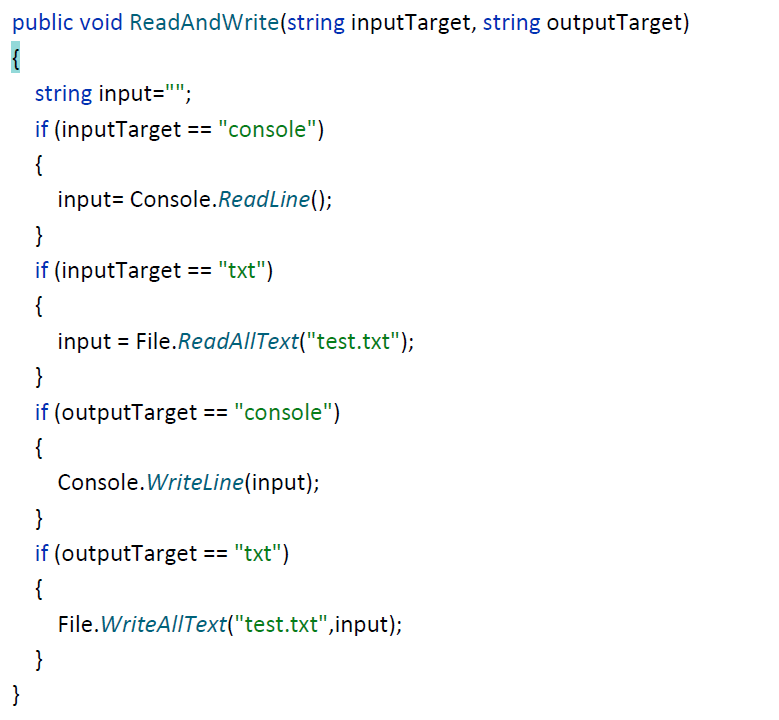 public void ReadAndWrite(string inputTarget, string outputTarget)
{
string input="";
if (inputTarget == "console")
{
input= Console.ReadLine();
}
if (inputTarget == "txt")
{
input = File.ReadAllText("test.txt");
}
if (outputTarget == "console")
{
Console.WriteLine(input);
}
if (outputTarget == "txt")
{
File.WriteAllText("test.txt",input);
}
}